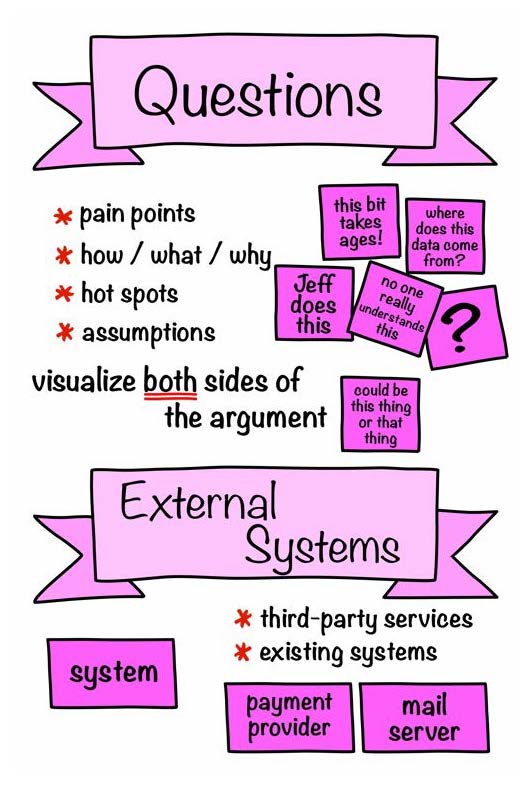 Questions
* pain points
* how / what / why
* hot spots
* assumptions
this bit
takes
ages!
where
does this
data come
from?
Jeff
does
this
no one
really
understands
this
?
visualize both sides of
the argument
could be
this thing
or that
thing
External
Systems
* third-party services
* existing systems
system
payment
provider
mail
server